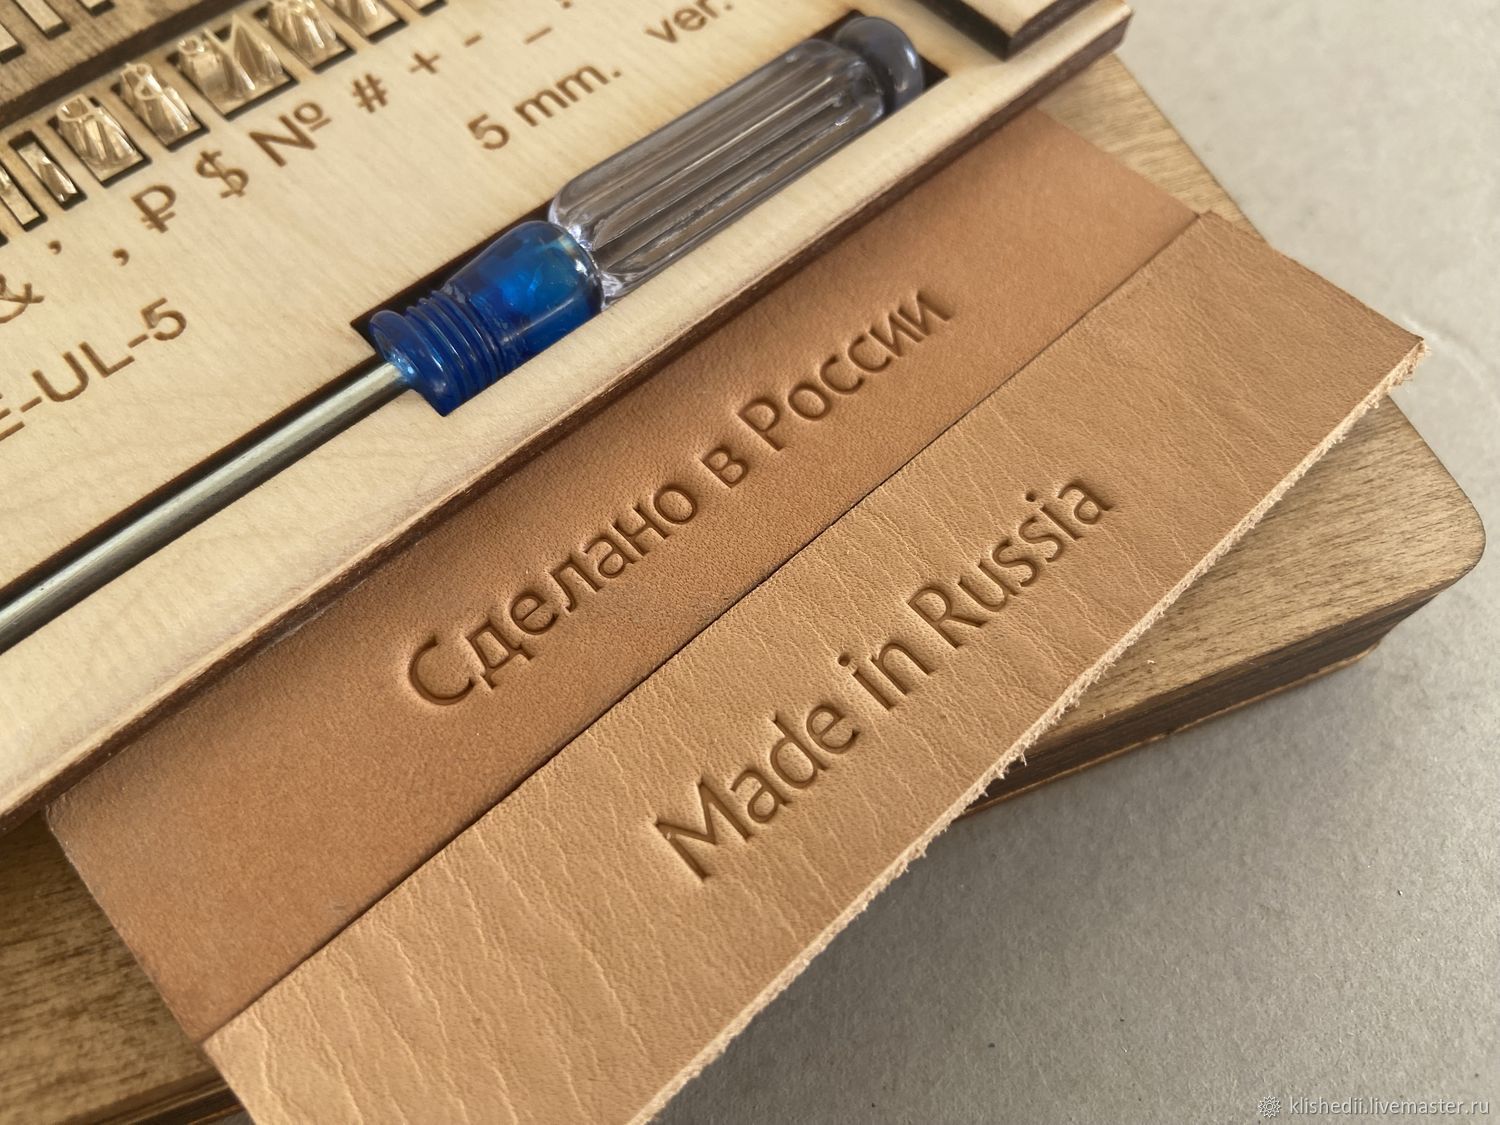 & ' , ₽ $ № # + - _
5 mm. ver.
-UL-5
Сделано в России
Made in Russia
klishedii.livemaster.ru